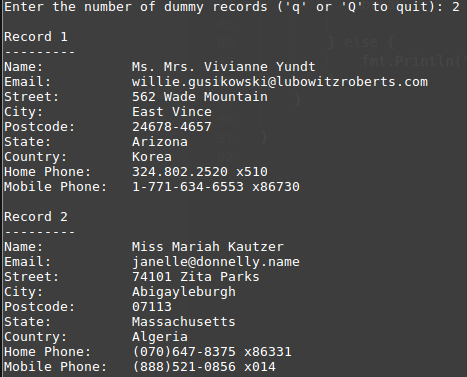 Enter the number of dummy records ('q' or 'Q' to quit): 2
Record 1
---------
Name: Ms. Mrs. Vivianne Yundt
Email: willie.gusikowski@lubowitzroberts.com
Street: 562 Wade Mountain
City: East Vince
Postcode: 24678-4657
State: Arizona
Country: Korea
Home Phone: 324.802.2520 x510
Mobile Phone: 1-771-634-6553 x86730
Record 2
---------
Name: Miss Mariah Kautzer
Email: janelle@donnelly.name
Street: 74101 Zita Parks
City: Abigayleburgh
Postcode: 07113
State: Massachusetts
Country: Algeria
Home Phone: (070)647-8375 x86331
Mobile Phone: (888)521-0856 x014
} else {
fmt.Println(
}
}